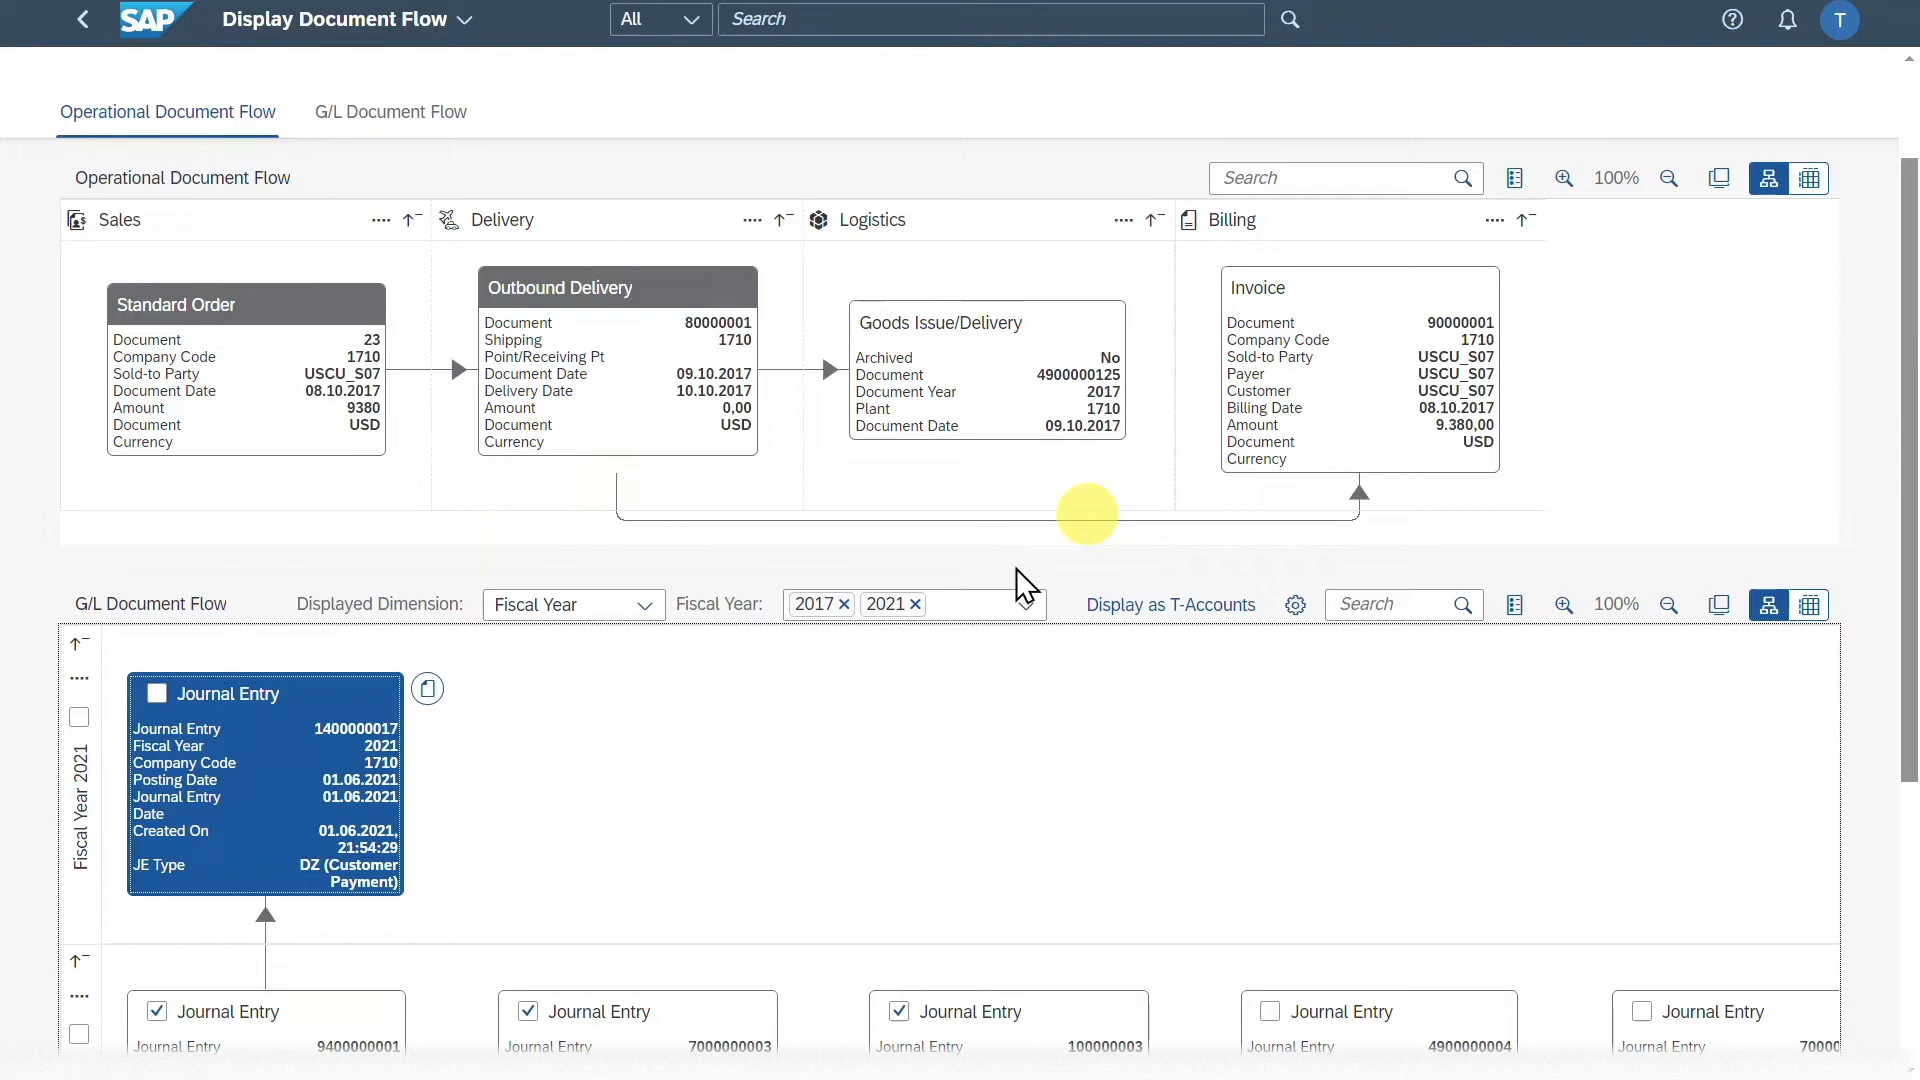 SAP Display Document Flow All Search T
Operational Document Flow G/L Document Flow
Operational Document Flow Search 100%
Sales Delivery Logistics Billing
Standard Order
Document 23
Company Code 1710
Sold-to Party USCU_S07
Document Date 08.10.2017
Amount 9380
Document USD
Currency
Outbound Delivery
Document 80000001
Shipping 1710
Point/Receiving Pt
Document Date 09.10.2017
Delivery Date 10.10.2017
Amount 0,00
Document USD
Currency
Goods Issue/Delivery
Archived No
Document 4900000125
Document Year 2017
Plant 1710
Document Date 09.10.2017
Invoice
Document 90000001
Company Code 1710
Sold-to Party USCU_S07
Payer USCU_S07
Customer USCU_S07
Billing Date 08.10.2017
Amount 9.380,00
Document USD
Currency
G/L Document Flow Displayed Dimension: Fiscal Year Fiscal Year: 2017 2021 Display as T-Accounts Search 100%
Fiscal Year 2021
Journal Entry
Journal Entry 1400000017
Fiscal Year 2021
Company Code 1710
Posting Date 01.06.2021
Journal Entry 01.06.2021
Date
Created On 01.06.2021,
21:54:29
JE Type DZ (Customer
Payment)
Journal Entry
Journal Entry 9400000001
Journal Entry
Journal Entry 7000000003
Journal Entry
Journal Entry 100000003
Journal Entry
Journal Entry 4900000004
Journal Entry
Journal Entry